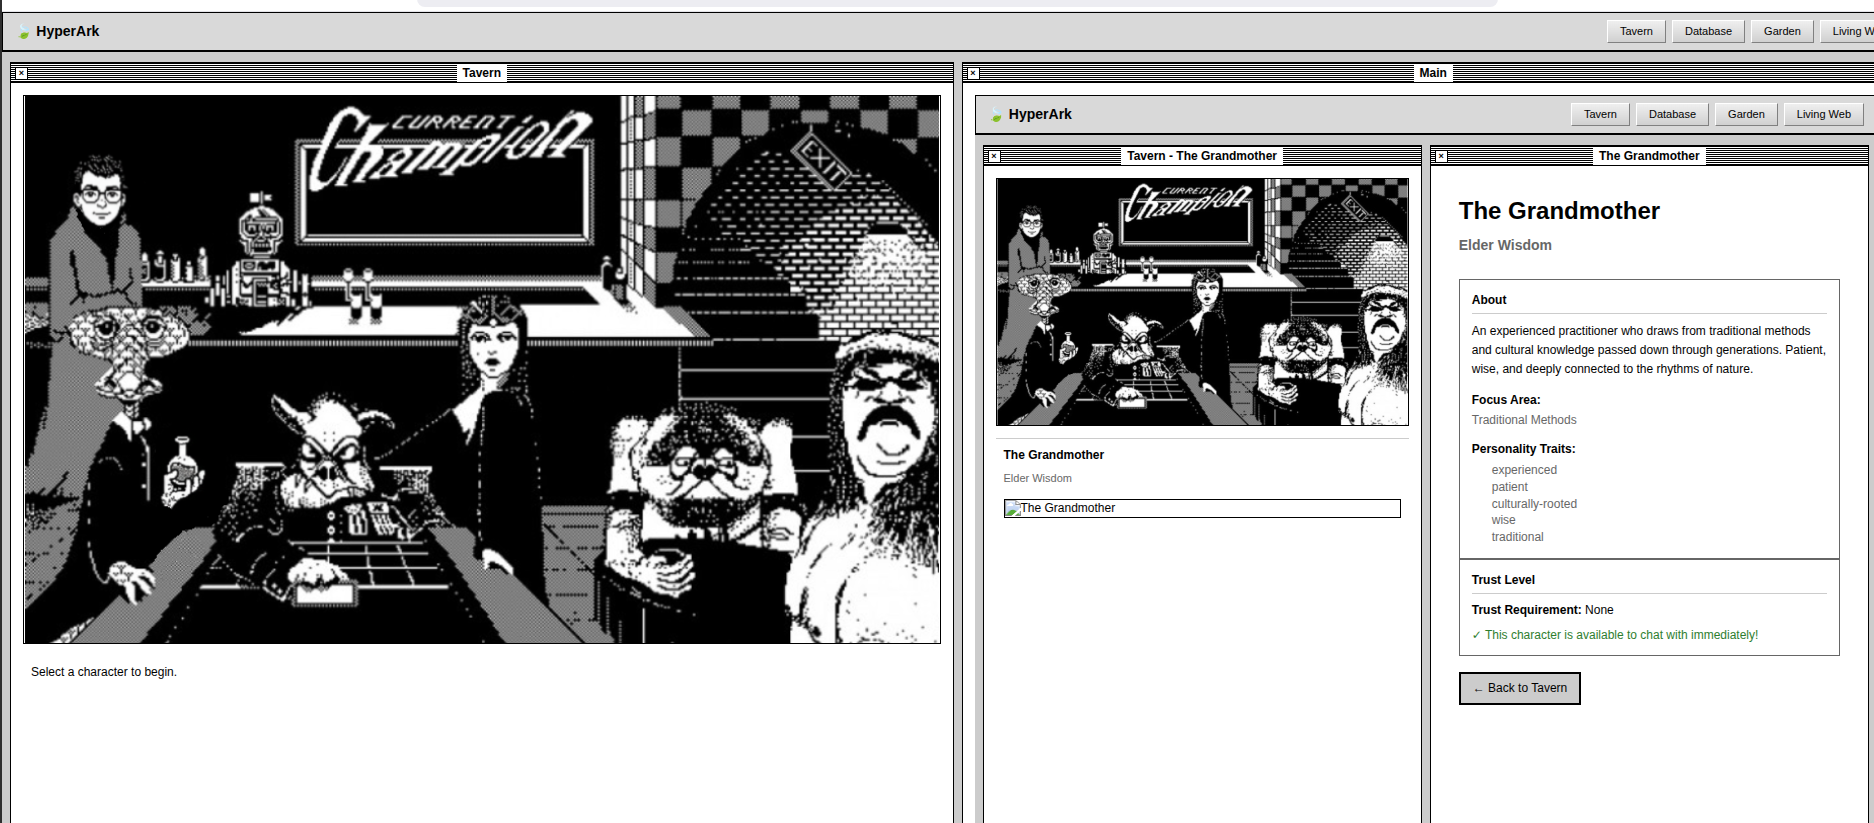 HyperArk
Tavern
Database
Garden
Living W
×
Tavern
CURRENT
Champion
EXIT
Select a character to begin.
×
Main
HyperArk
Tavern
Database
Garden
Living Web
×
Tavern - The Grandmother
CURRENT
Champion
EXIT
The Grandmother
Elder Wisdom
The Grandmother
×
The Grandmother
The Grandmother
Elder Wisdom
About
An experienced practitioner who draws from traditional methods
and cultural knowledge passed down through generations. Patient,
wise, and deeply connected to the rhythms of nature.
Focus Area:
Traditional Methods
Personality Traits:
experienced
patient
culturally-rooted
wise
traditional
Trust Level
Trust Requirement: None
✓ This character is available to chat with immediately!
← Back to Tavern